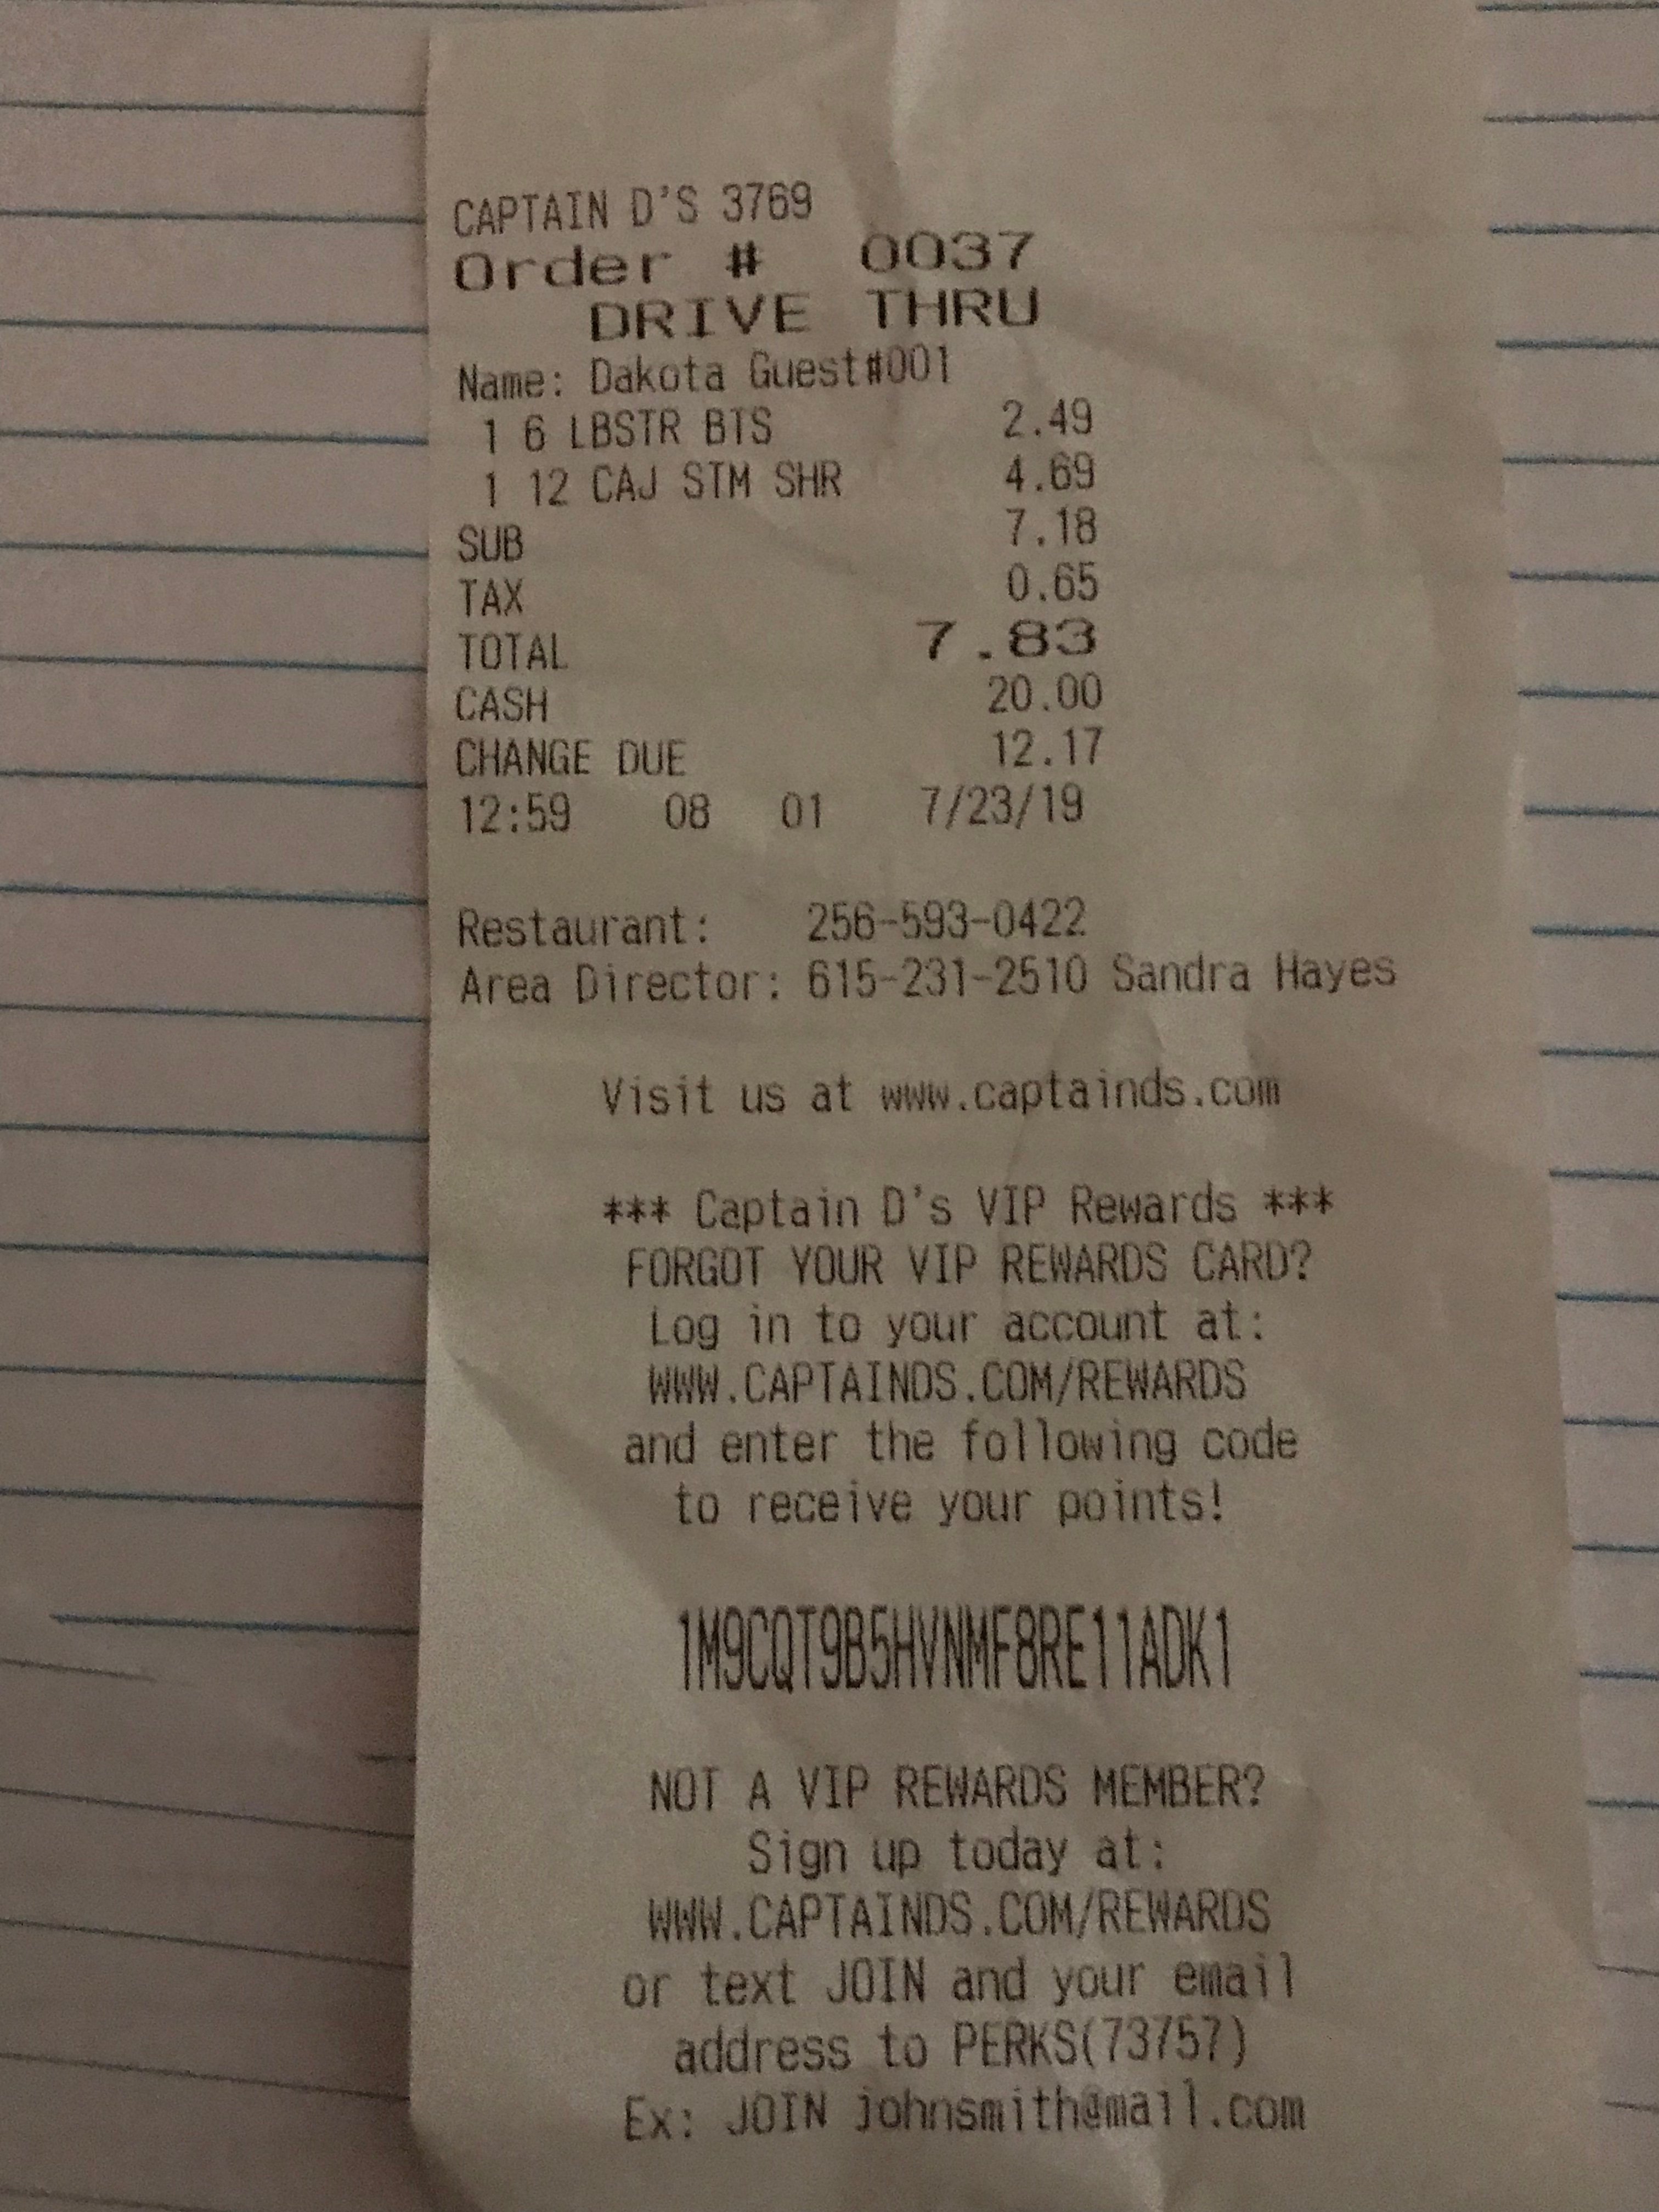 CAPTAIN D'S 3769
Order # 0037
DRIVE THRU
Name: Dakota Guest#001
1 6 LBSTR BTS 2.49
1 12 CAJ STM SHR 4.69
SUB 7.18
TAX 0.65
TOTAL 7.83
CASH 20.00
CHANGE DUE 12.17
12:59 08 01 7/23/19
Restaurant: 256-593-0422
Area Director: 615-231-2510 Sandra Hayes
Visit us at www.captainds.com
*** Captain D's VIP Rewards ***
FORGOT YOUR VIP REWARDS CARD?
Log in to your account at:
WWW.CAPTAINDS.COM/REWARDS
and enter the following code
to receive your points!
1M9CQT9B5HVNMF8RE11ADK1
NOT A VIP REWARDS MEMBER?
Sign up today at:
WWW.CAPTAINDS.COM/REWARDS
or text JOIN and your email
address to PERKS(73757)
Ex: JOIN johnsmith@mail.com